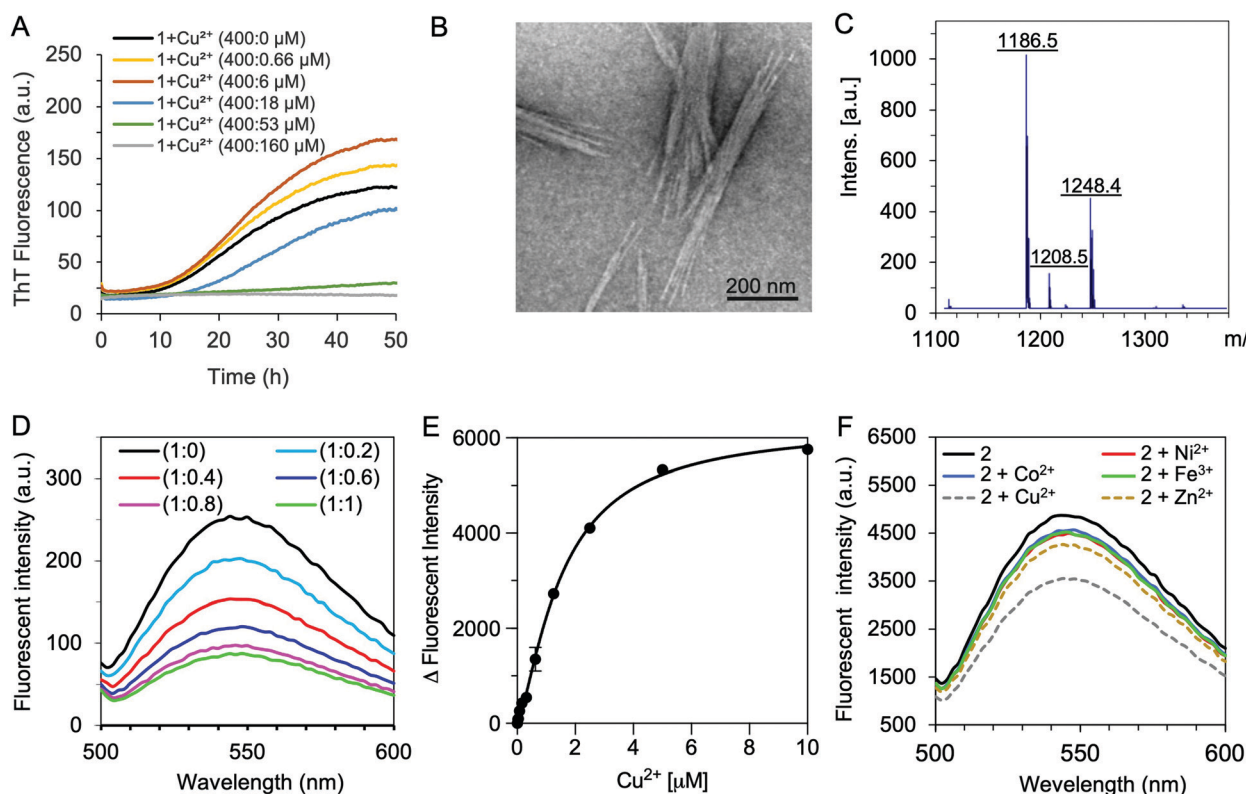 A
1+Cu²⁺ (400:0 µM)
1+Cu²⁺ (400:0.66 µM)
1+Cu²⁺ (400:6 µM)
1+Cu²⁺ (400:18 µM)
1+Cu²⁺ (400:53 µM)
1+Cu²⁺ (400:160 µM)
ThT Fluorescence (a.u.)
250
200
150
100
50
0
0 10 20 30 40 50
Time (h)
B
200 nm
C
Intens. [a.u.]
1000
800
600
400
200
0
1186.5
1248.4
1208.5
1100 1200 1300 m/
D
(1:0) (1:0.2)
(1:0.4) (1:0.6)
(1:0.8) (1:1)
Fluorescent intensity (a.u.)
300
200
100
0
500 550 600
Wavelength (nm)
E
Δ Fluorescent Intensity
6000
4000
2000
0
0 2 4 6 8 10
Cu²⁺ [µM]
F
2 2 + Ni²⁺
2 + Co²⁺ 2 + Fe³⁺
2 + Cu²⁺ 2 + Zn²⁺
Fluorescent intensity (a.u.)
6500
5500
4500
3500
2500
1500
500
500 550 600
Wevelength (nm)